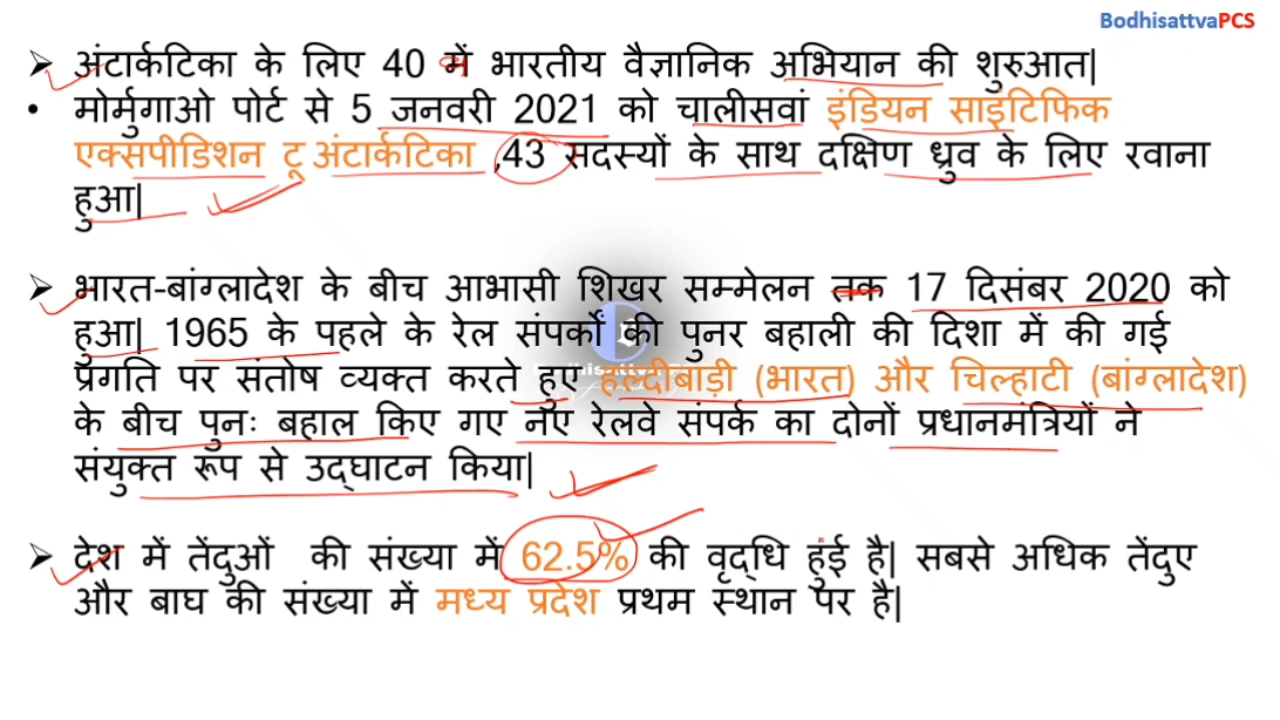 BodhisattvaPCS
➤ अंटार्कटिका के लिए 40 में भारतीय वैज्ञानिक अभियान की शुरुआत|
• मोर्मुगाओ पोर्ट से 5 जनवरी 2021 को चालीसवां इंडियन साइंटिफिक
एक्सपीडिशन टू अंटार्कटिका ,43 सदस्यों के साथ दक्षिण ध्रुव के लिए रवाना
हुआ|
➤ भारत-बांग्लादेश के बीच आभासी शिखर सम्मेलन तक 17 दिसंबर 2020 को
हुआ| 1965 के पहले के रेल संपर्कों की पुनर बहाली की दिशा में की गई
प्रगति पर संतोष व्यक्त करते हुए हल्दीबाड़ी (भारत) और चिल्हाटी (बांग्लादेश)
के बीच पुनः बहाल किए गए नए रेलवे संपर्क का दोनों प्रधानमंत्रियों ने
संयुक्त रूप से उद्घाटन किया|
➤ देश में तेंदुओं की संख्या में 62.5% की वृद्धि हुई है| सबसे अधिक तेंदुए
और बाघ की संख्या में मध्य प्रदेश प्रथम स्थान पर है|